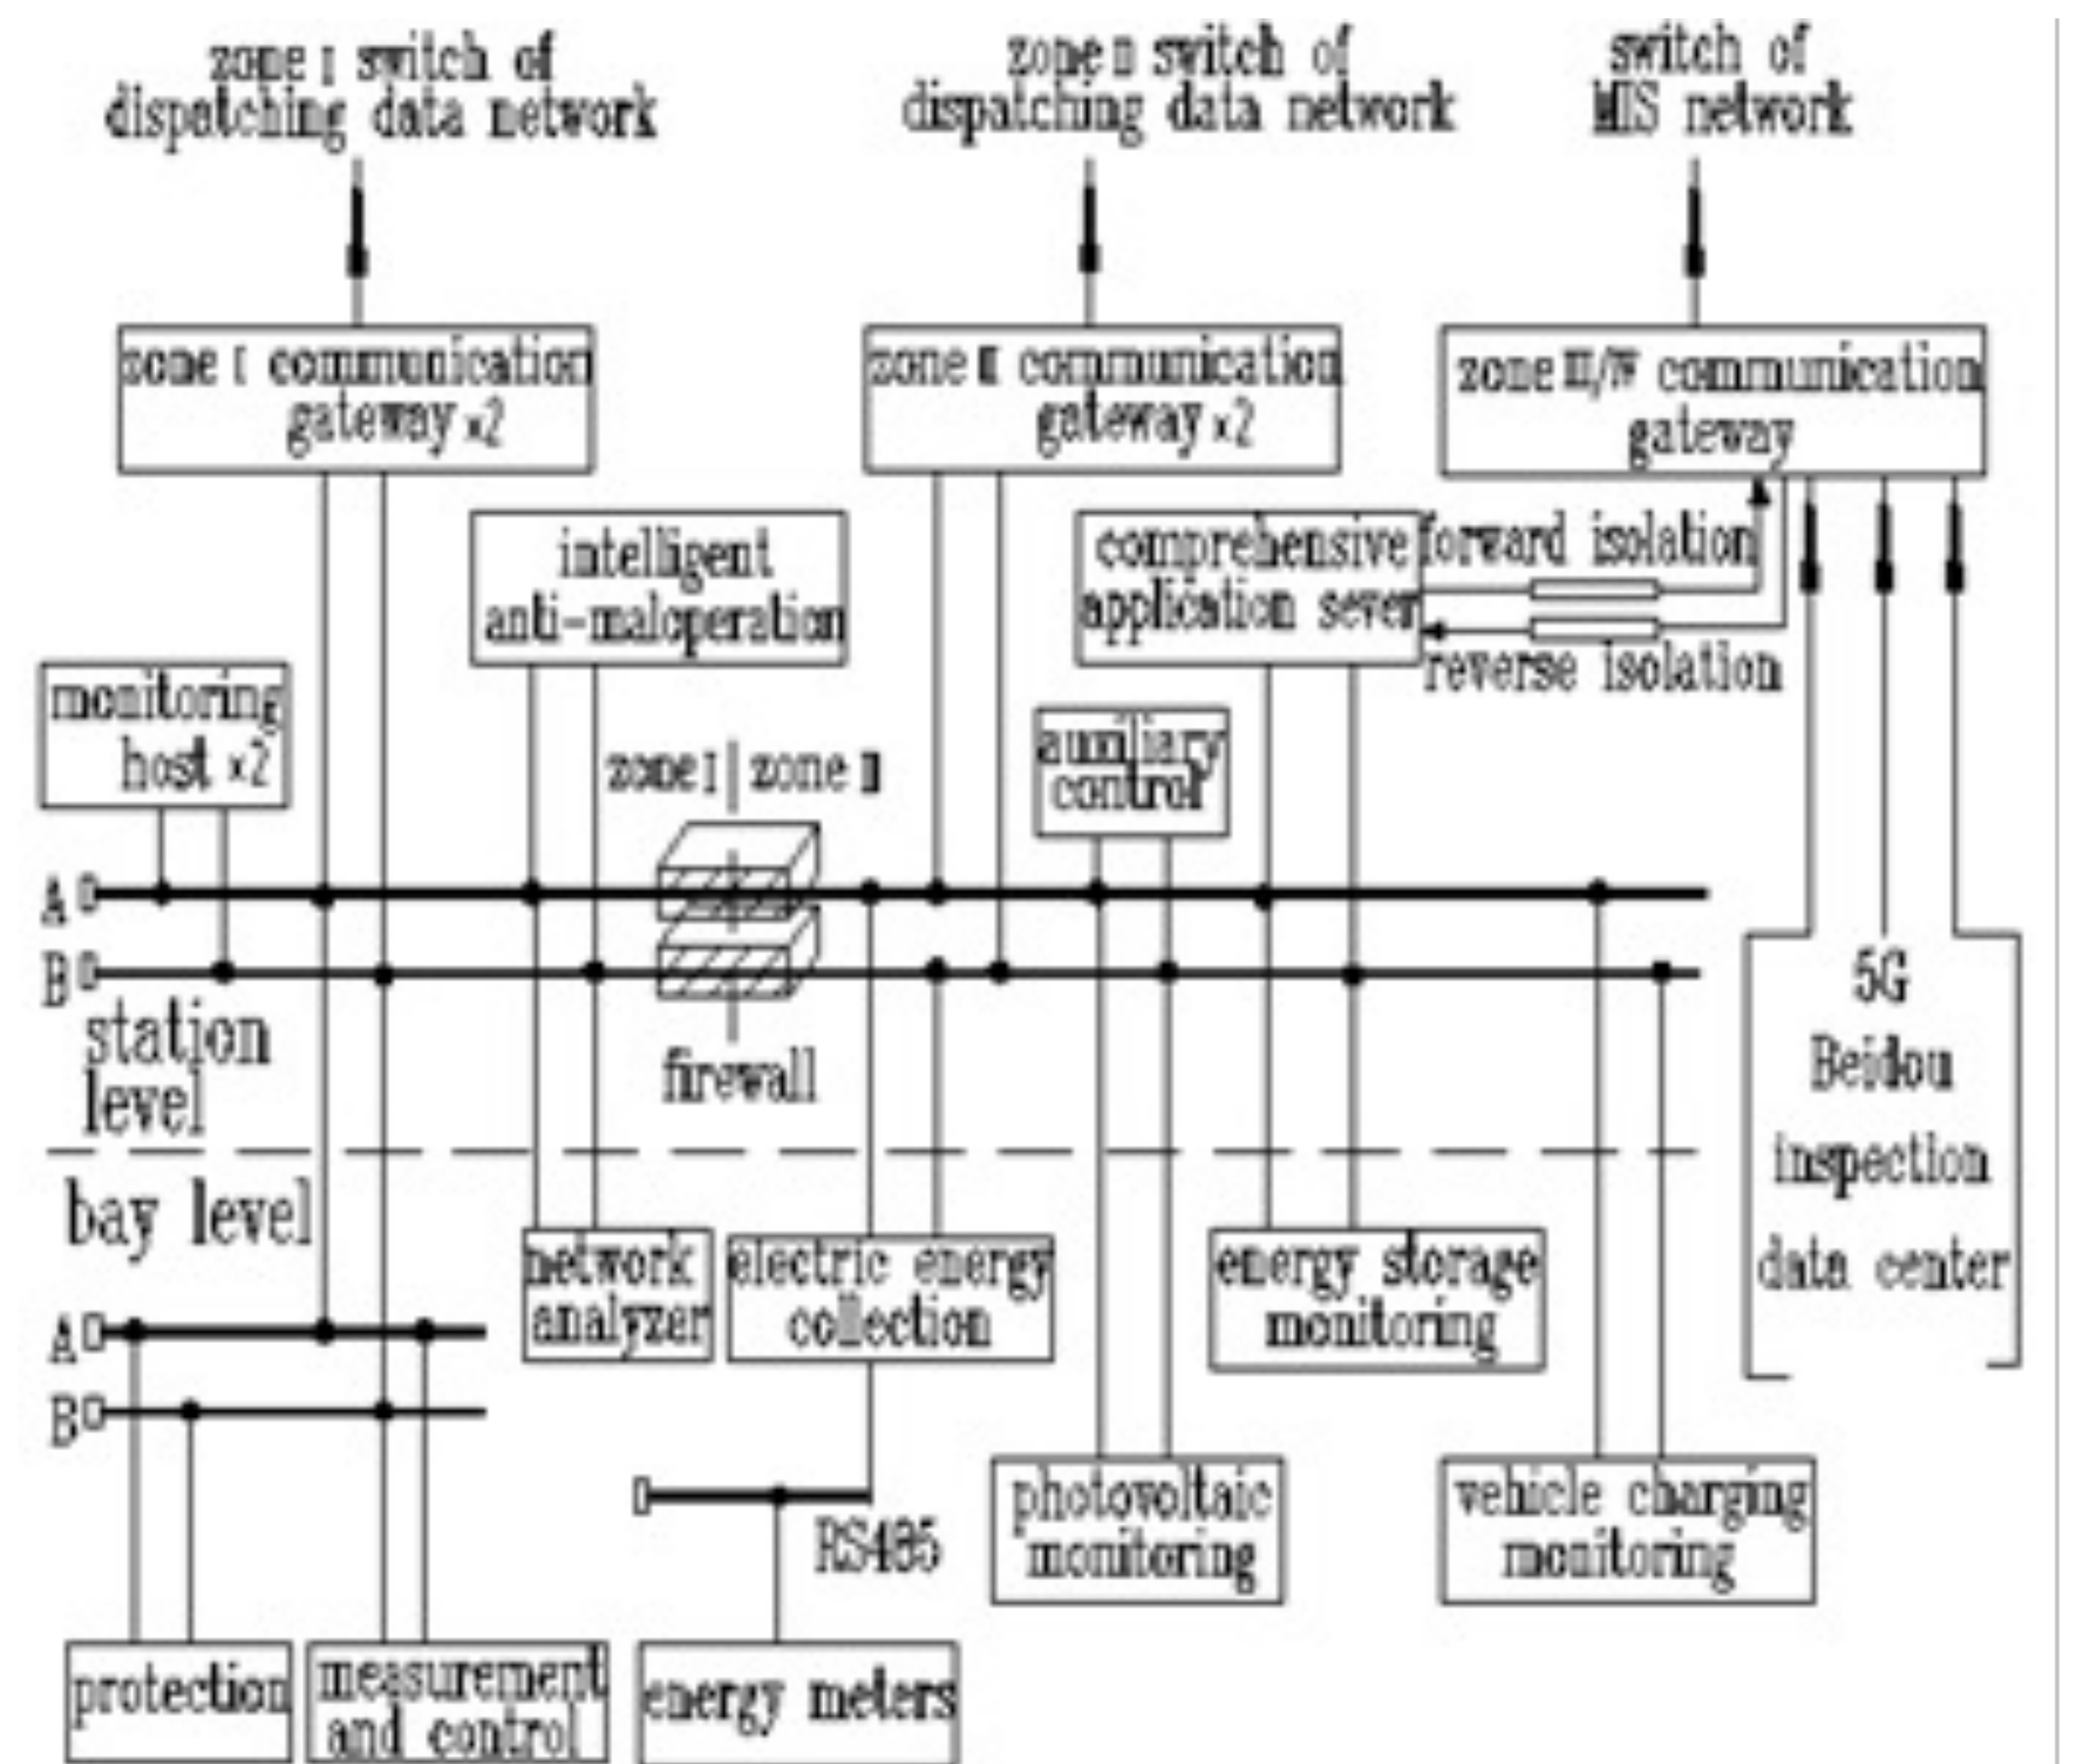 zone I switch of
dispatching data network
zone II switch of
dispatching data network
switch of
MIS network
zone I communication
gateway x2
zone II communication
gateway x2
zone III/IV communication
gateway
intelligent
anti-maloperation
comprehensive
application sever
forward isolation
reverse isolation
monitoring
host x2
zone I
zone II
auxiliary
control
A
B
station
level
firewall
5G
Beidou
inspection
data center
bay level
network
analyzer
electric energy
collection
energy storage
monitoring
A
B
RS485
photovoltaic
monitoring
vehicle charging
monitoring
protection
measurement
and control
energy meters